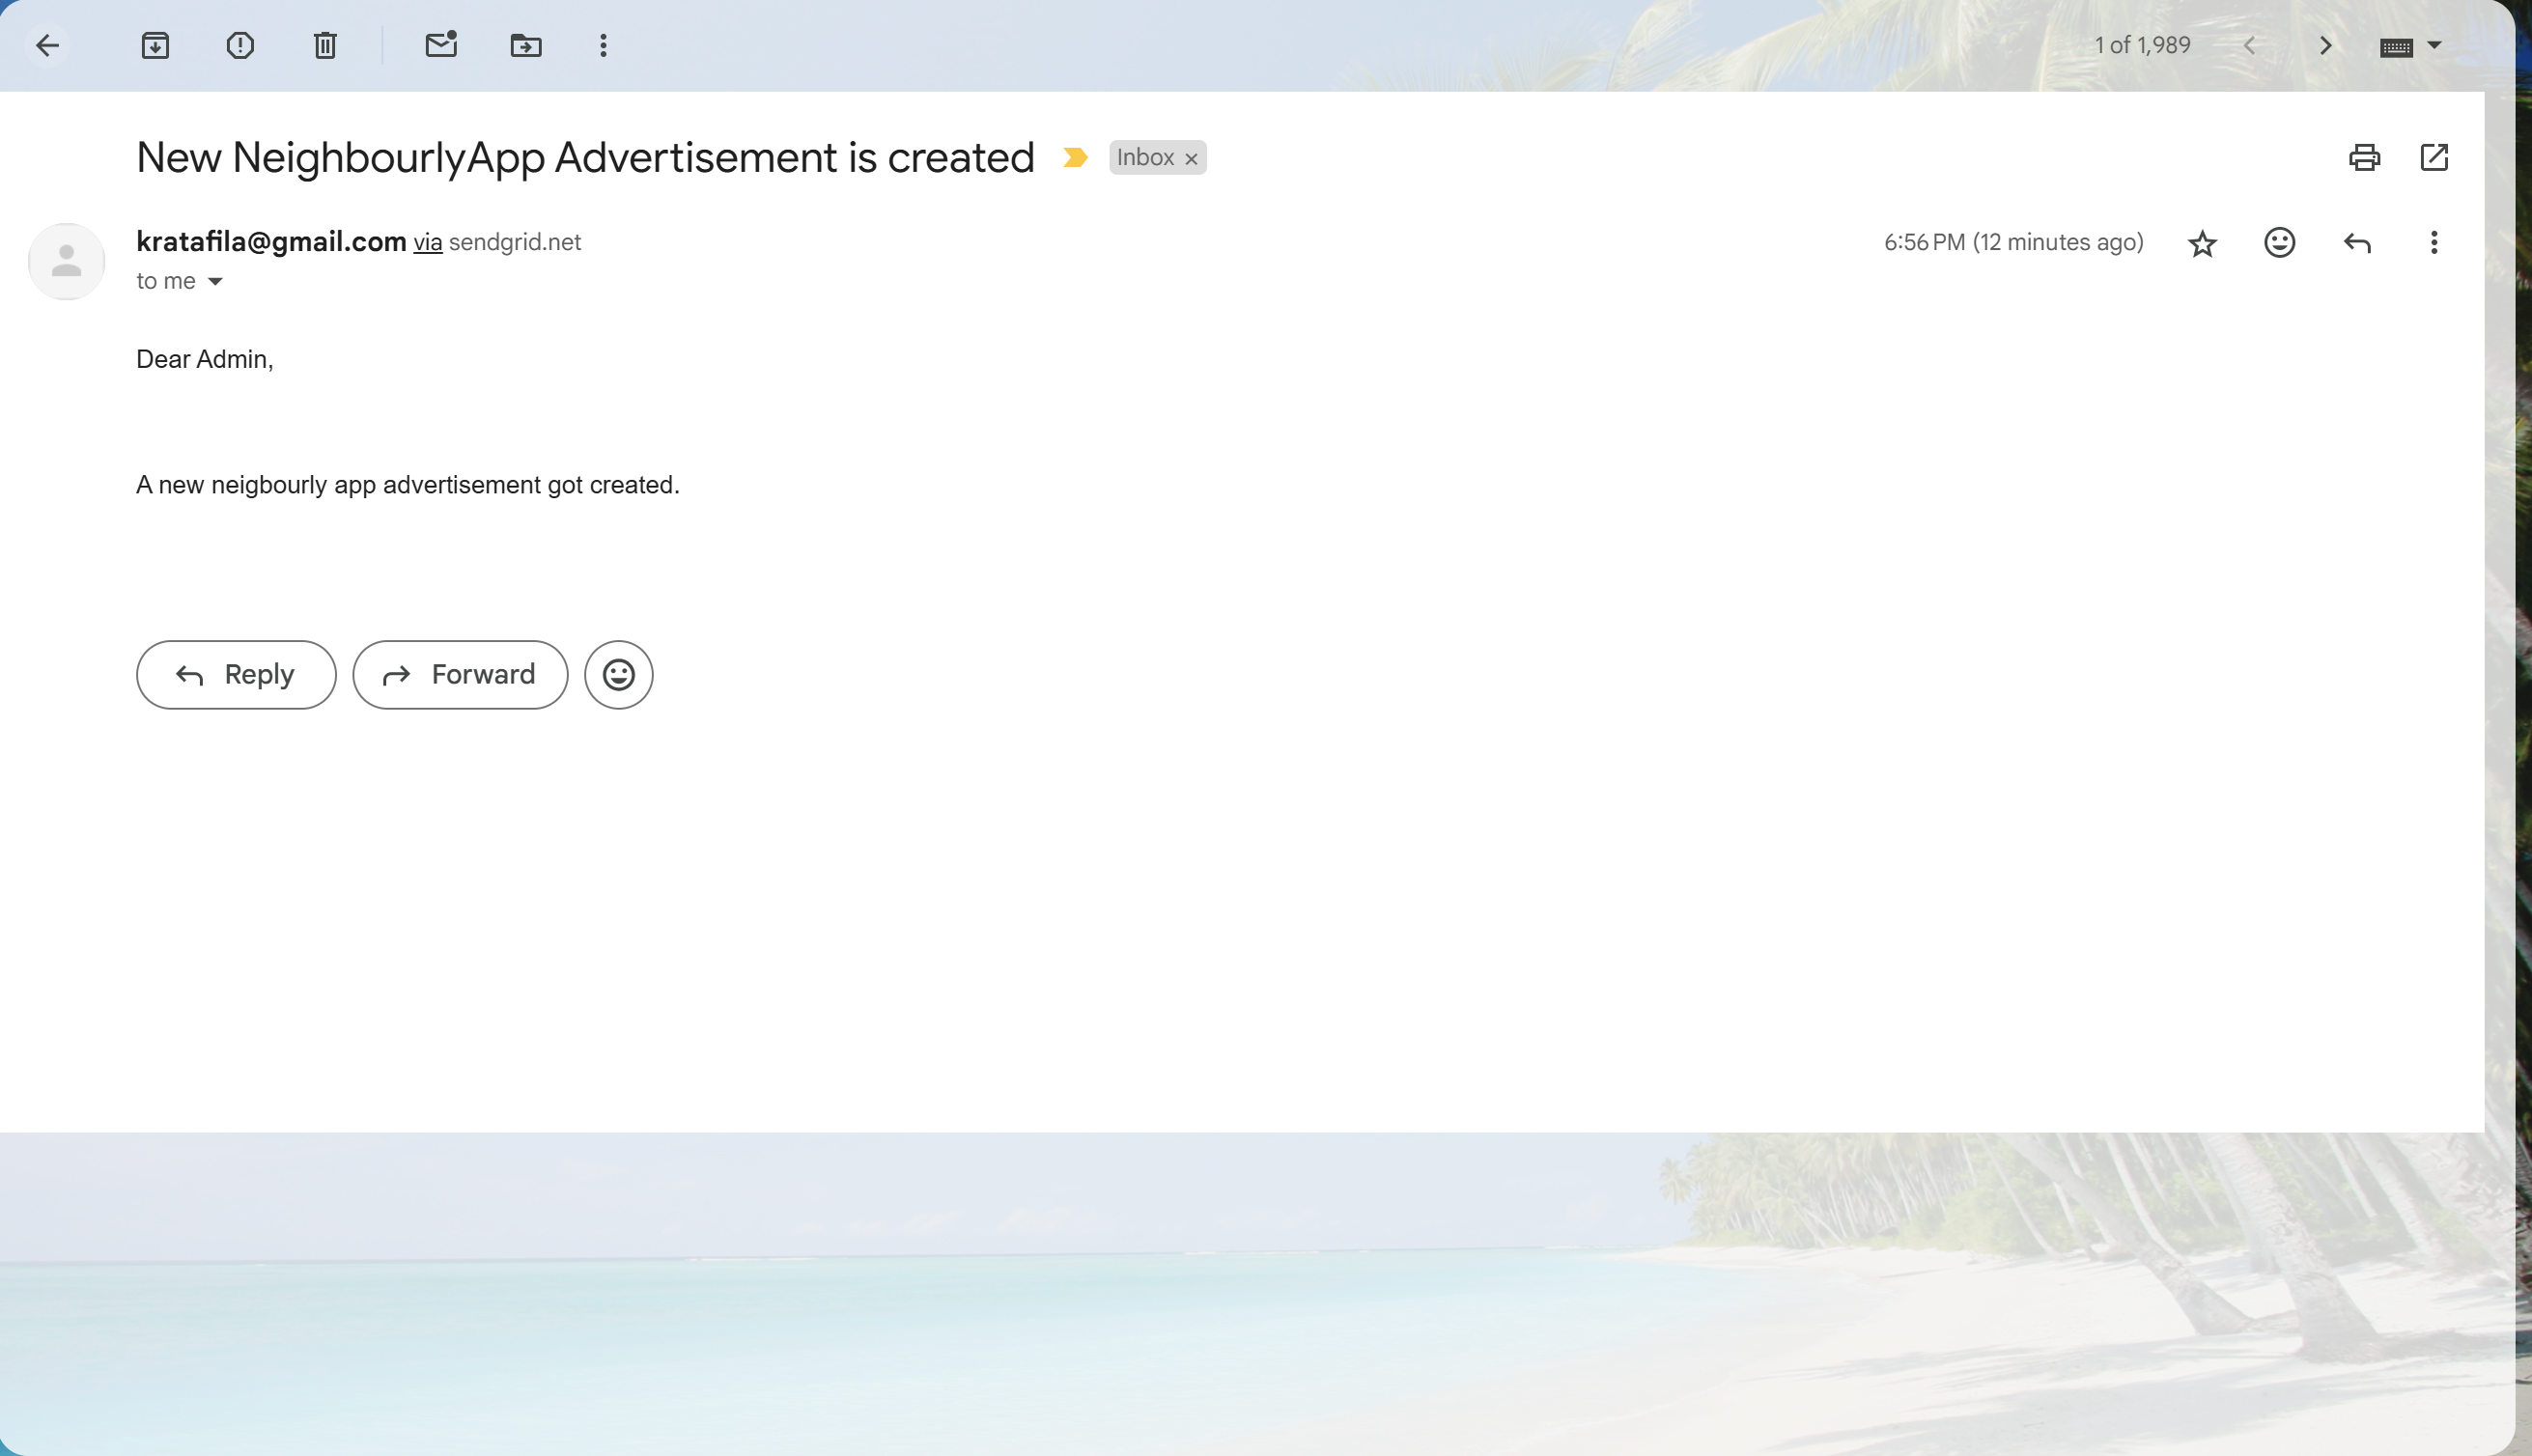 1 of 1,989
New NeighbourlyApp Advertisement is created
Inbox ×
kratafila@gmail.com via sendgrid.net
6:56 PM (12 minutes ago)
to me
Dear Admin,
A new neigbourly app advertisement got created.
Reply
Forward